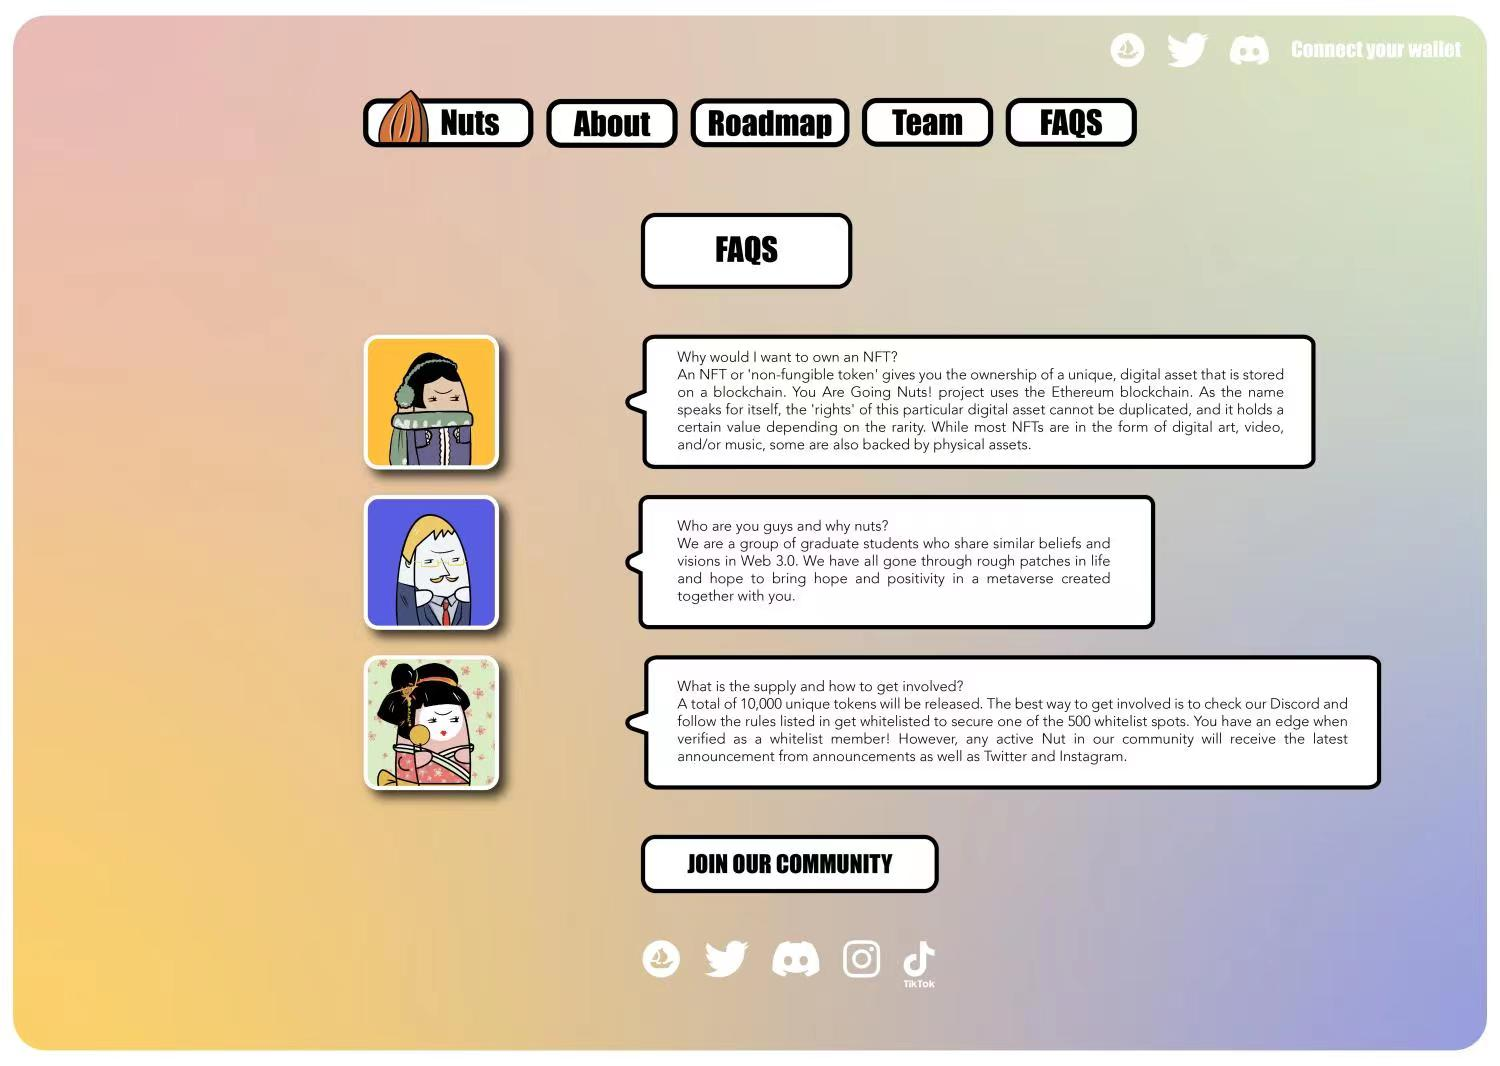 Connect your wallet
Nuts
About
Roadmap
Team
FAQS
FAQS
Why would I want to own an NFT?
An NFT or 'non-fungible token' gives you the ownership of a unique, digital asset that is stored
on a blockchain. You Are Going Nuts! project uses the Ethereum blockchain. As the name
speaks for itself, the 'rights' of this particular digital asset cannot be duplicated, and it holds a
certain value depending on the rarity. While most NFTs are in the form of digital art, video,
and/or music, some are also backed by physical assets.
Who are you guys and why nuts?
We are a group of graduate students who share similar beliefs and
visions in Web 3.0. We have all gone through rough patches in life
and hope to bring hope and positivity in a metaverse created
together with you.
What is the supply and how to get involved?
A total of 10,000 unique tokens will be released. The best way to get involved is to check our Discord and
follow the rules listed in get whitelisted to secure one of the 500 whitelist spots. You have an edge when
verified as a whitelist member! However, any active Nut in our community will receive the latest
announcement from announcements as well as Twitter and Instagram.
JOIN OUR COMMUNITY
TikTok